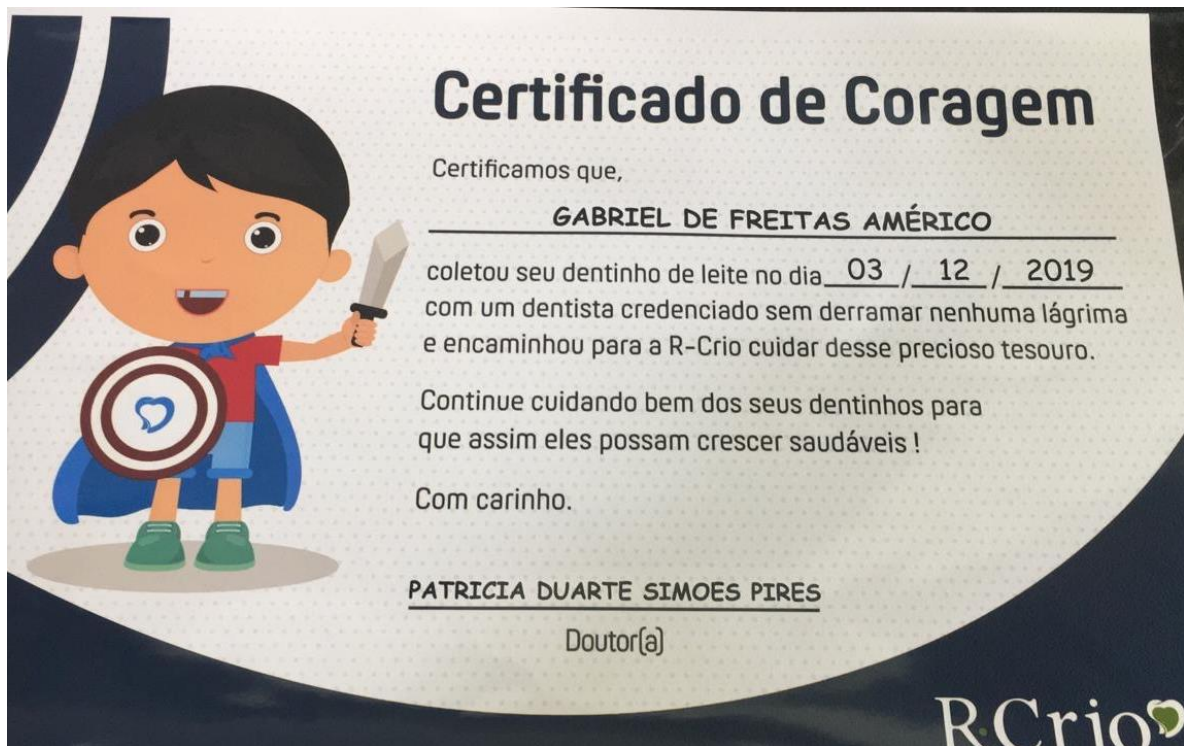 Certificado de Coragem
Certificamos que,
GABRIEL DE FREITAS AMÉRICO
coletou seu dentinho de leite no dia 03 / 12 / 2019
com um dentista credenciado sem derramar nenhuma lágrima
e encaminhou para a R-Crio cuidar desse precioso tesouro.
Continue cuidando bem dos seus dentinhos para
que assim eles possam crescer saudáveis !
Com carinho.
PATRICIA DUARTE SIMOES PIRES
Doutor(a)
R·Crio